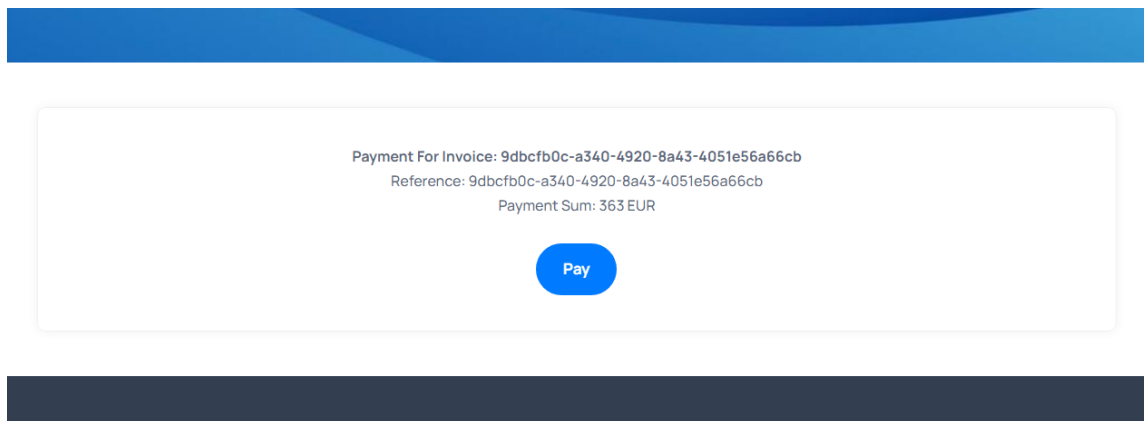 Payment For Invoice: 9dbcfb0c-a340-4920-8a43-4051e56a66cb
Reference: 9dbcfb0c-a340-4920-8a43-4051e56a66cb
Payment Sum: 363 EUR
Pay